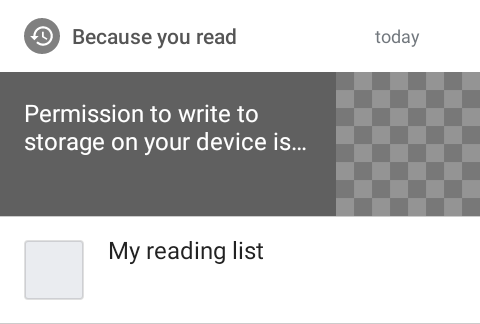 Because you read
today
Permission to write to
storage on your device is...
My reading list